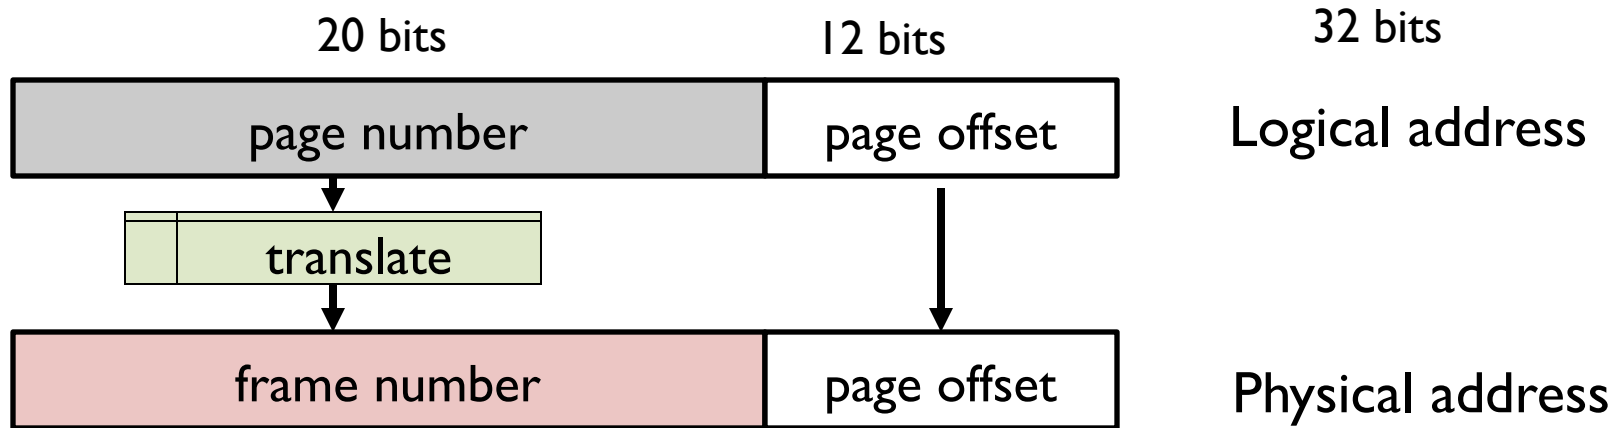 20 bits 12 bits 32 bits
page number page offset Logical address
translate
frame number page offset Physical address